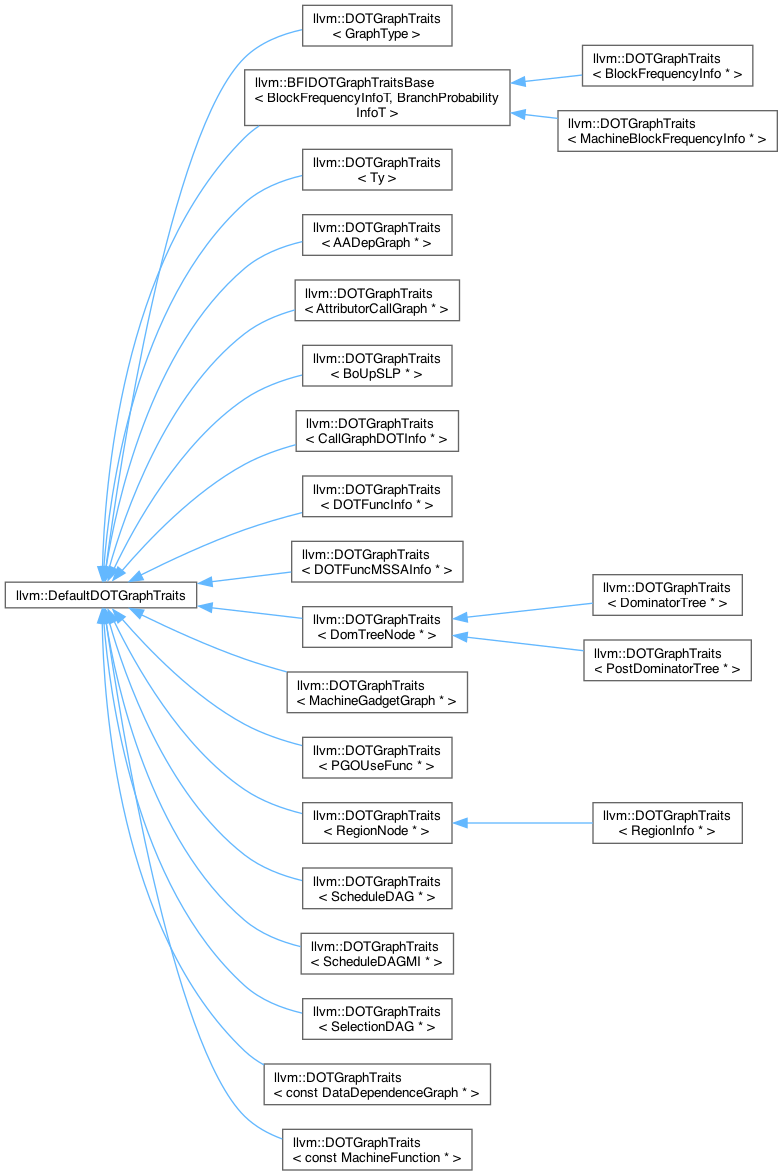 llvm::DOTGraphTraits
< GraphType >
llvm::BFIDOTGraphTraitsBase
< BlockFrequencyInfoT, BranchProbability
InfoT >
llvm::DOTGraphTraits
< BlockFrequencyInfo * >
llvm::DOTGraphTraits
< MachineBlockFrequencyInfo * >
llvm::DOTGraphTraits
< Ty >
llvm::DOTGraphTraits
< AADepGraph * >
llvm::DOTGraphTraits
< AttributorCallGraph * >
llvm::DOTGraphTraits
< BoUpSLP * >
llvm::DOTGraphTraits
< CallGraphDOTInfo * >
llvm::DOTGraphTraits
< DOTFuncInfo * >
llvm::DOTGraphTraits
< DOTFuncMSSAInfo * >
llvm::DefaultDOTGraphTraits
llvm::DOTGraphTraits
< DomTreeNode * >
llvm::DOTGraphTraits
< DominatorTree * >
llvm::DOTGraphTraits
< PostDominatorTree * >
llvm::DOTGraphTraits
< MachineGadgetGraph * >
llvm::DOTGraphTraits
< PGOUseFunc * >
llvm::DOTGraphTraits
< RegionNode * >
llvm::DOTGraphTraits
< RegionInfo * >
llvm::DOTGraphTraits
< ScheduleDAG * >
llvm::DOTGraphTraits
< ScheduleDAGMI * >
llvm::DOTGraphTraits
< SelectionDAG * >
llvm::DOTGraphTraits
< const DataDependenceGraph * >
llvm::DOTGraphTraits
< const MachineFunction * >